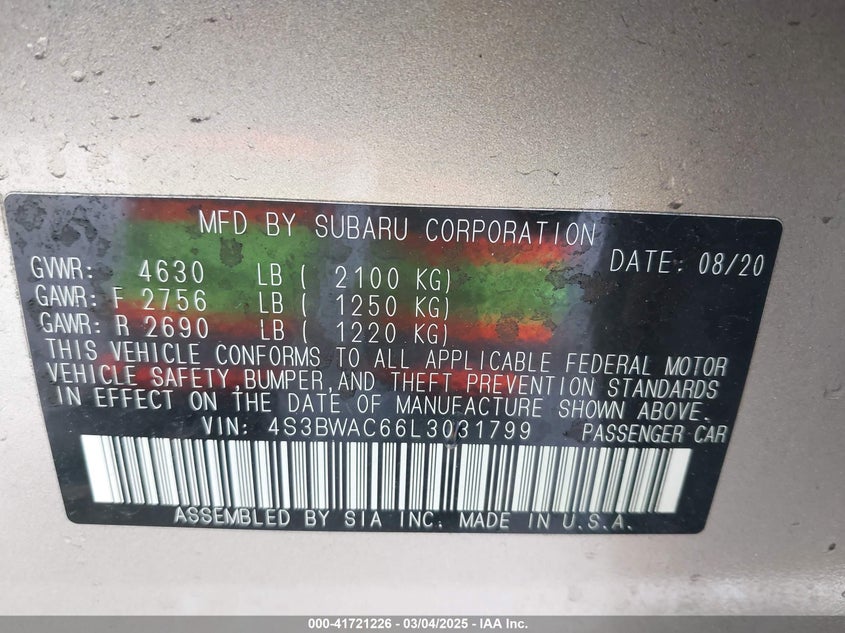 MFD BY SUBARU CORPORATION
DATE: 08/20
GVWR: 4630 LB ( 2100 KG)
GAWR: F 2756 LB ( 1250 KG)
GAWR: R 2690 LB ( 1220 KG)
THIS VEHICLE CONFORMS TO ALL APPLICABLE FEDERAL MOTOR
VEHICLE SAFETY, BUMPER, AND THEFT PREVENTION STANDARDS
IN EFFECT ON THE DATE OF MANUFACTURE SHOWN ABOVE.
VIN: 4S3BWAC66L3031799 PASSENGER CAR
ASSEMBLED BY SIA INC. MADE IN U.S.A.
000-41721226 - 03/04/2025 - IAA Inc.